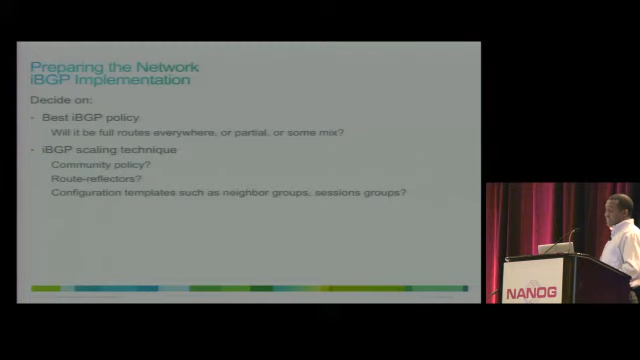 Preparing the Network
iBGP Implementation
Decide on:
• Best iBGP policy
Will it be full routes everywhere, or partial, or some mix?
• iBGP scaling technique
Community policy?
Route-reflectors?
Configuration templates such as neighbor groups, sessions groups?
NANOG